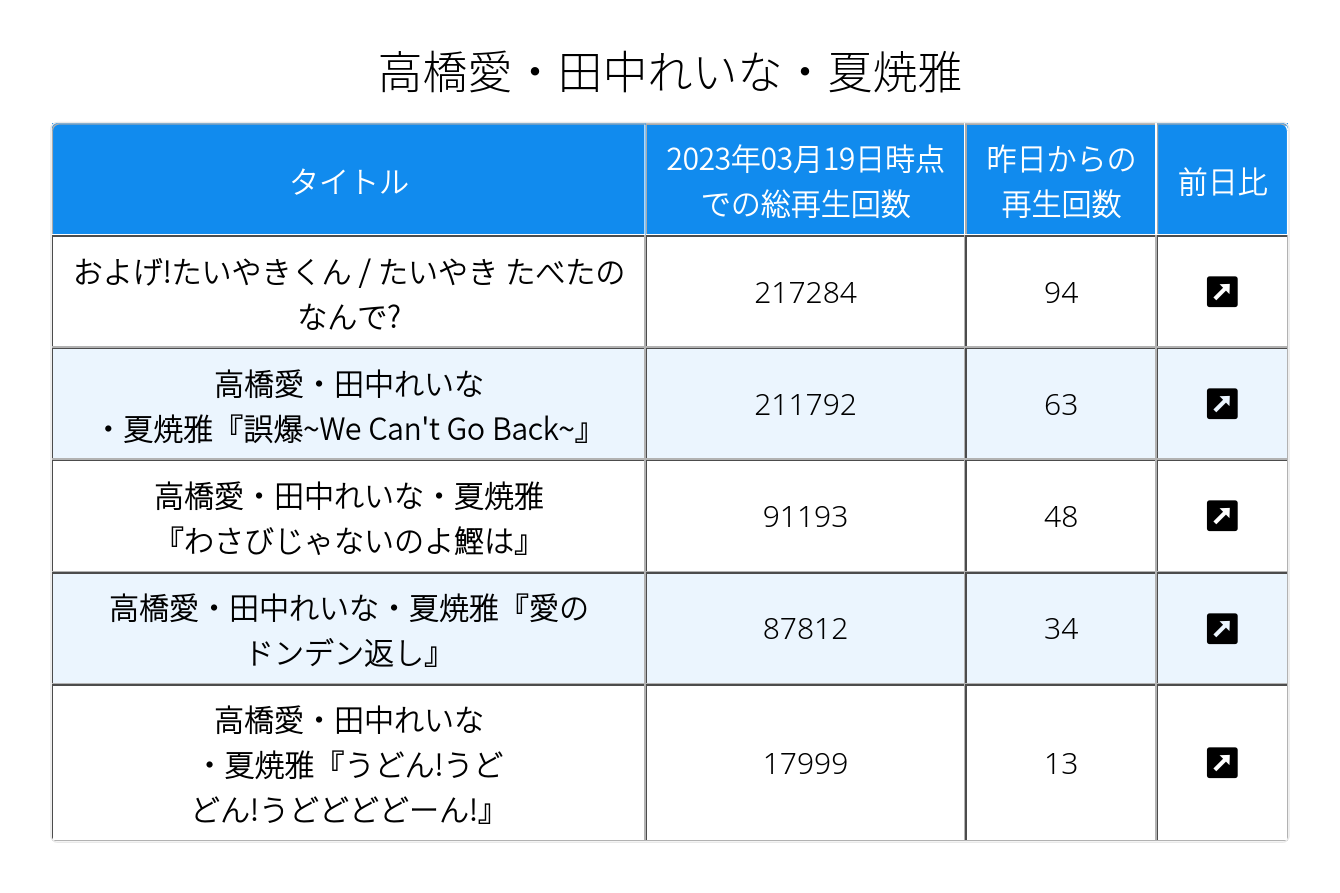 高橋愛・田中れいな・夏焼雅
タイトル
2023年03月19日時点
での総再生回数
昨日からの
再生回数
前日比
およげ!たいやきくん / たいやき たべたの
なんで?
217284
94
高橋愛・田中れいな
・夏焼雅『誤爆~We Can't Go Back~』
211792
63
高橋愛・田中れいな・夏焼雅
『わさびじゃないのよ鰹は』
91193
48
高橋愛・田中れいな・夏焼雅『愛の
ドンデン返し』
87812
34
高橋愛・田中れいな
・夏焼雅『うどん!うど
どん!うどどどどーん!』
17999
13